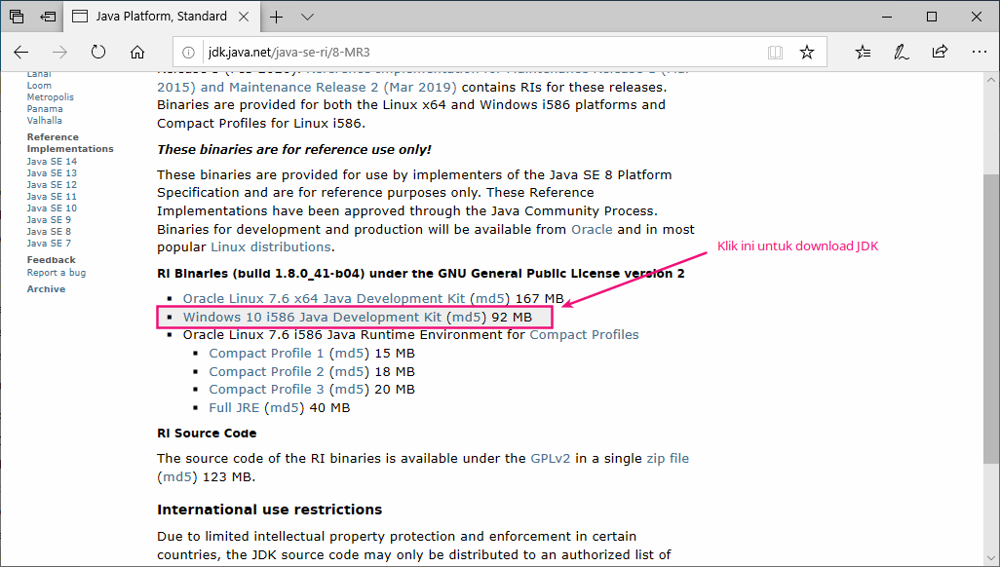 Java Platform, Standard
jdk.java.net/java-se-ri/8-MR3
Lanai
Loom
Metropolis
Panama
Valhalla
Reference
Implementations
Java SE 14
Java SE 13
Java SE 12
Java SE 11
Java SE 10
Java SE 9
Java SE 8
Java SE 7
Feedback
Report a bug
Archive
2015) and Maintenance Release 2 (Mar 2019) contains RIs for these releases.
Binaries are provided for both the Linux x64 and Windows i586 platforms and
Compact Profiles for Linux i586.
These binaries are for reference use only!
These binaries are provided for use by implementers of the Java SE 8 Platform
Specification and are for reference purposes only. These Reference
Implementations have been approved through the Java Community Process.
Binaries for development and production will be available from Oracle and in most
popular Linux distributions.
Klik ini untuk download JDK
RI Binaries (build 1.8.0_41-b04) under the GNU General Public License version 2
▪ Oracle Linux 7.6 x64 Java Development Kit (md5) 167 MB
▪ Windows 10 i586 Java Development Kit (md5) 92 MB
▪ Oracle Linux 7.6 i586 Java Runtime Environment for Compact Profiles
▪ Compact Profile 1 (md5) 15 MB
▪ Compact Profile 2 (md5) 18 MB
▪ Compact Profile 3 (md5) 20 MB
▪ Full JRE (md5) 40 MB
RI Source Code
The source code of the RI binaries is available under the GPLv2 in a single zip file
(md5) 123 MB.
International use restrictions
Due to limited intellectual property protection and enforcement in certain
countries, the JDK source code may only be distributed to an authorized list of